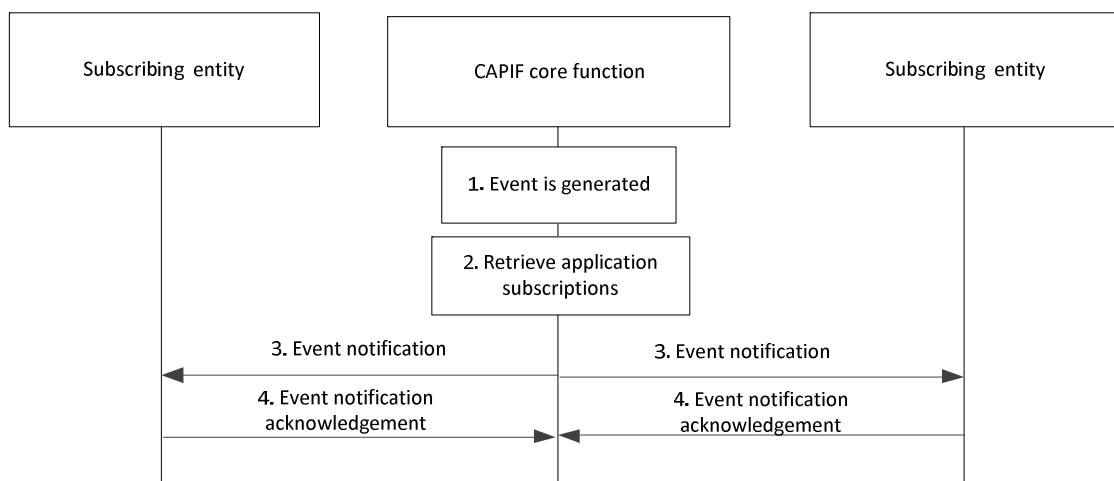 Subscribing entity
CAPIF core function
Subscribing entity
1. Event is generated
2. Retrieve application
subscriptions
3. Event notification
3. Event notification
4. Event notification
acknowledgement
4. Event notification
acknowledgement